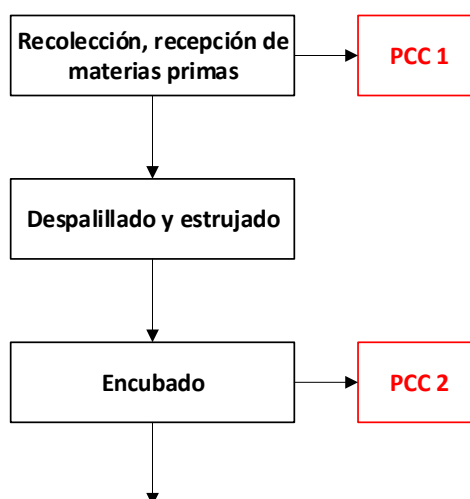 Recolección, recepción de
materias primas
PCC 1
Despalillado y estrujado
Encubado
PCC 2